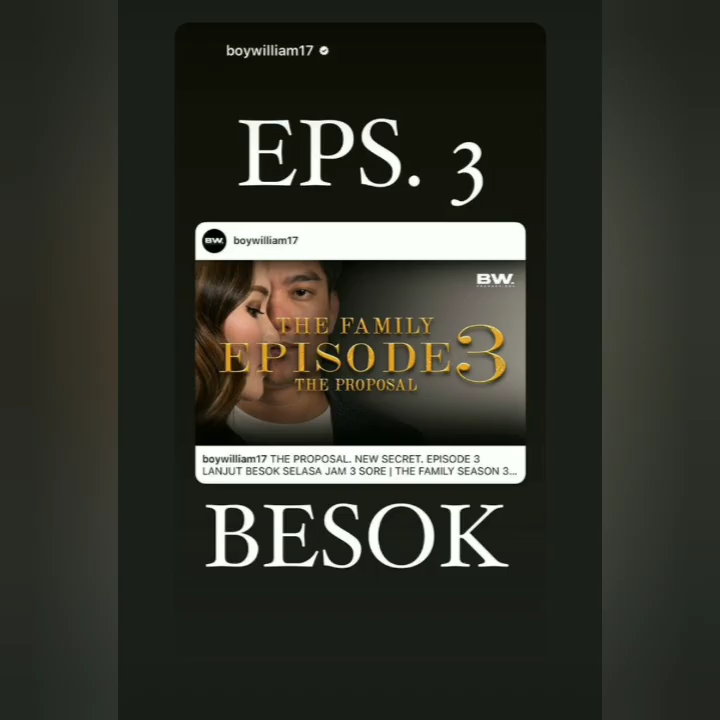 boywilliam17
EPS. 3
BW.
boywilliam17
BW.
THE FAMILY
EPISODE 3
THE PROPOSAL
boywilliam17 THE PROPOSAL. NEW SECRET. EPISODE 3
LANJUT BESOK SELASA JAM 3 SORE | THE FAMILY SEASON 3...
BESOK